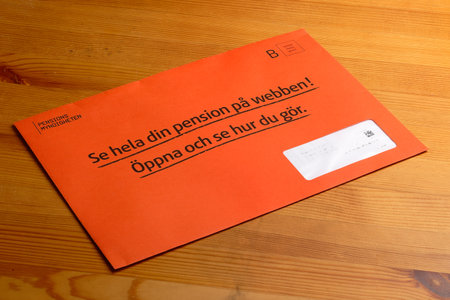 PENSIONS
MYNDIGHETEN
B
Se hela din pension på webben!
Öppna och se hur du gör.